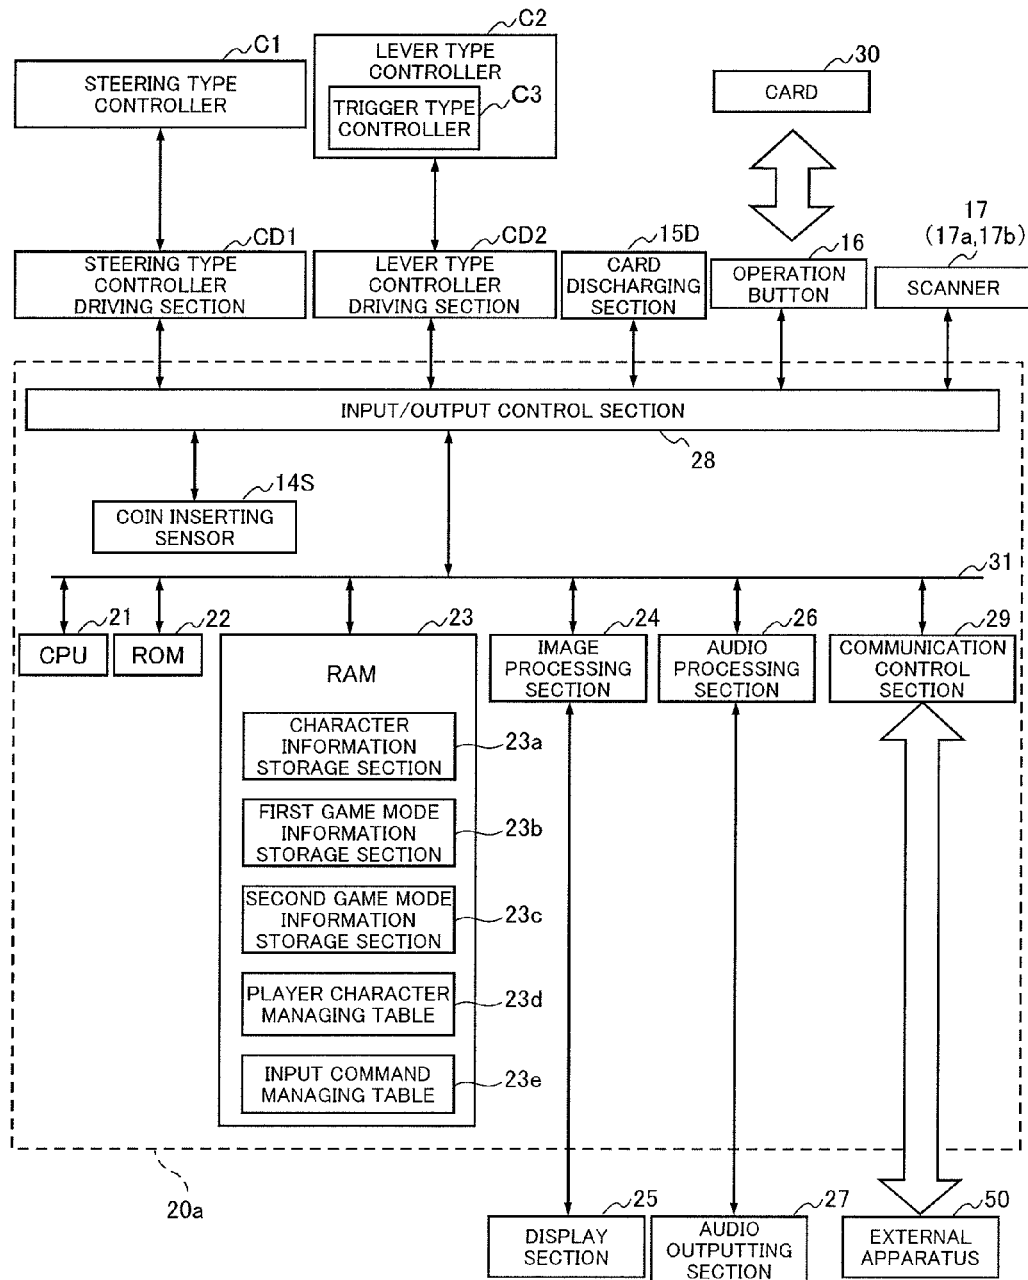 C1
C2
STEERING TYPE
CONTROLLER
LEVER TYPE
CONTROLLER
TRIGGER TYPE
CONTROLLER
C3
30
CARD
CD1
STEERING TYPE
CONTROLLER
DRIVING SECTION
CD2
LEVER TYPE
CONTROLLER
DRIVING SECTION
15D
CARD
DISCHARGING
SECTION
16
OPERATION
BUTTON
17
(17a,17b)
SCANNER
INPUT/OUTPUT CONTROL SECTION
28
14S
COIN INSERTING
SENSOR
31
21
CPU
22
ROM
23
RAM
CHARACTER
INFORMATION
STORAGE SECTION
23a
FIRST GAME MODE
INFORMATION
STORAGE SECTION
23b
SECOND GAME MODE
INFORMATION
STORAGE SECTION
23c
PLAYER CHARACTER
MANAGING TABLE
23d
INPUT COMMAND
MANAGING TABLE
23e
24
IMAGE
PROCESSING
SECTION
26
AUDIO
PROCESSING
SECTION
29
COMMUNICATION
CONTROL
SECTION
20a
25
DISPLAY
SECTION
27
AUDIO
OUTPUTTING
SECTION
50
EXTERNAL
APPARATUS